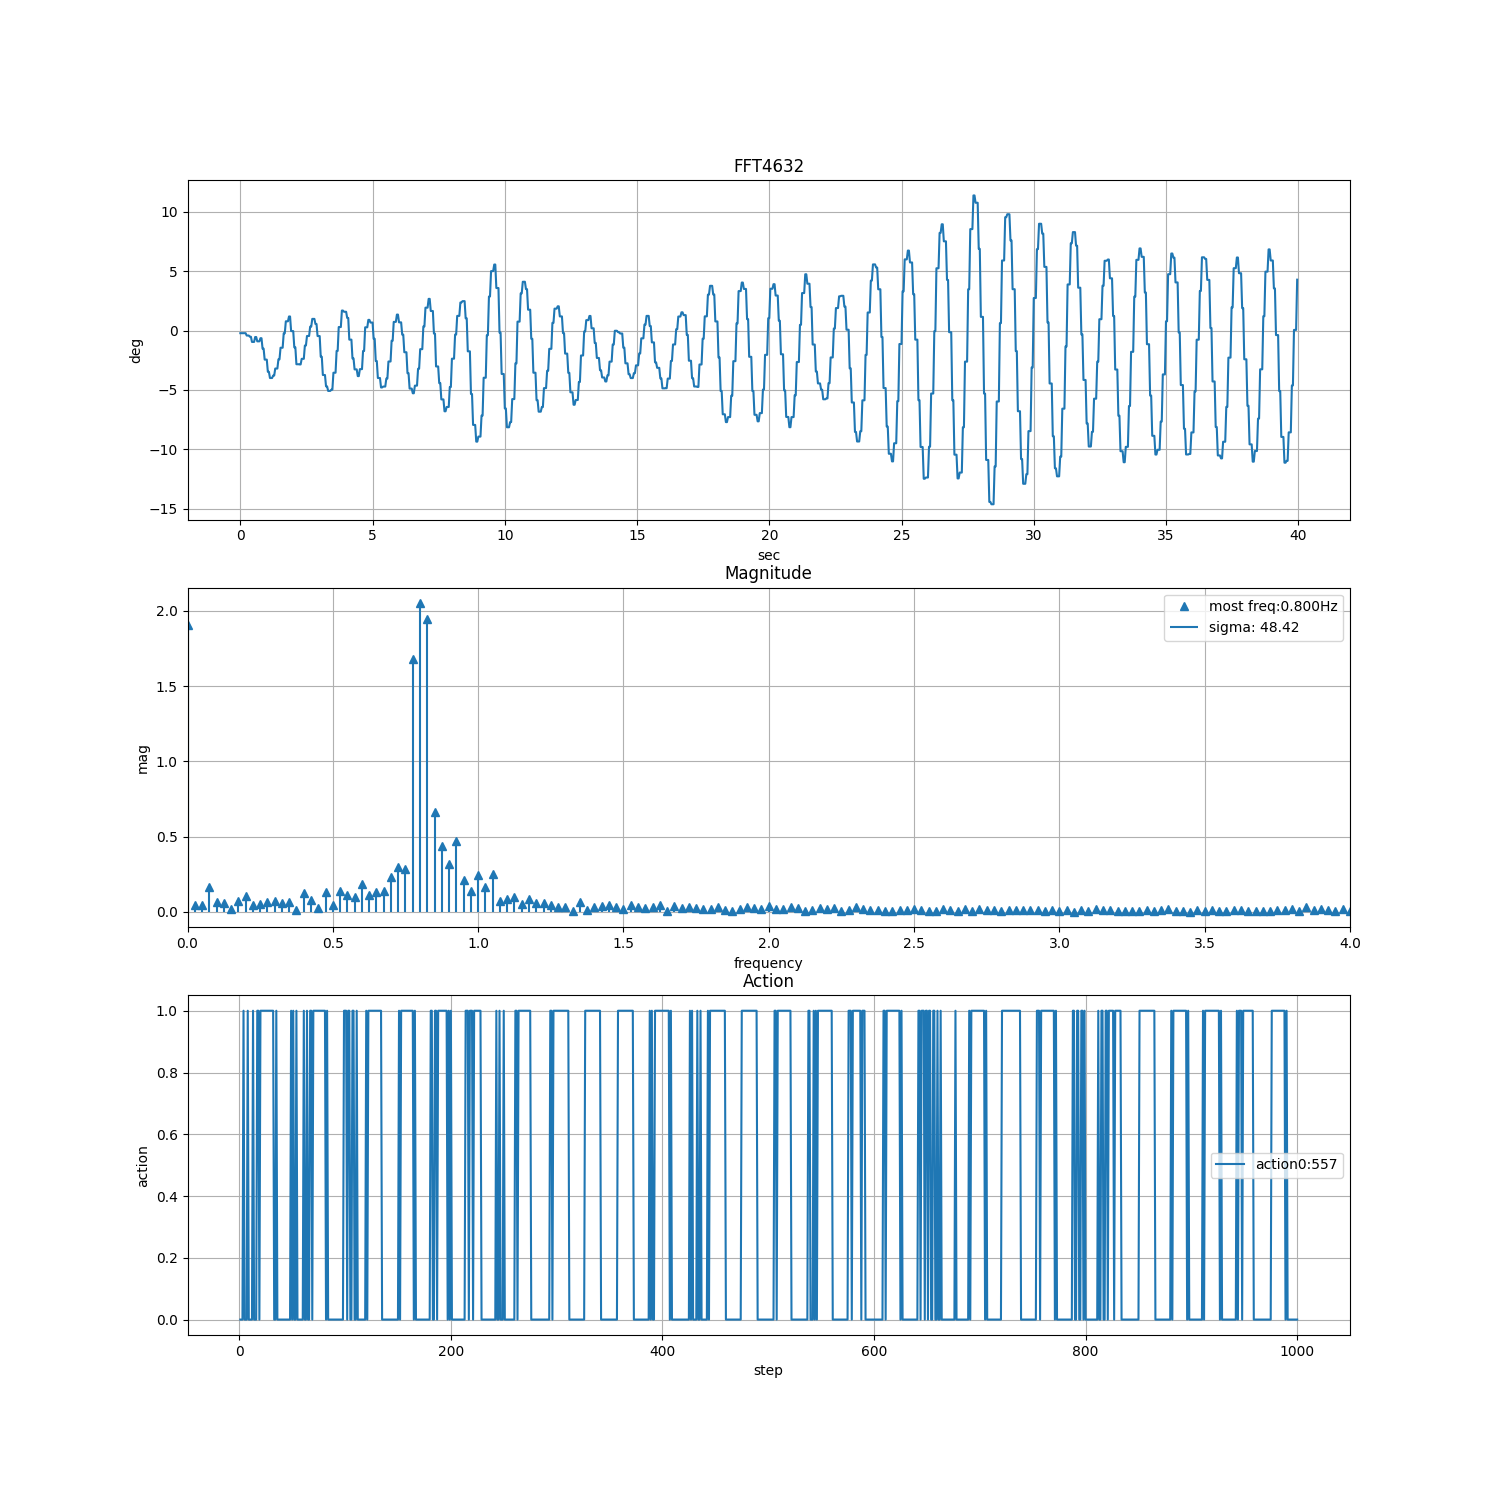 FFT4632
10
5
0
−5
−10
−15
deg
0 5 10 15 20 25 30 35 40
sec
Magnitude
most freq:0.800Hz
sigma: 48.42
2.0
1.5
1.0
0.5
0.0
mag
0.0 0.5 1.0 1.5 2.0 2.5 3.0 3.5 4.0
frequency
Action
1.0
0.8
0.6
0.4
0.2
0.0
action
action0:557
0 200 400 600 800 1000
step